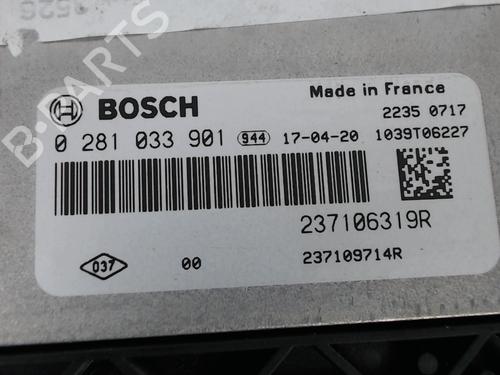 B-PARTS
BOSCH
Made in France
2235 0717
0 281 033 901 944 17-04-20 1039T06227
237106319R
037 00 237109714R